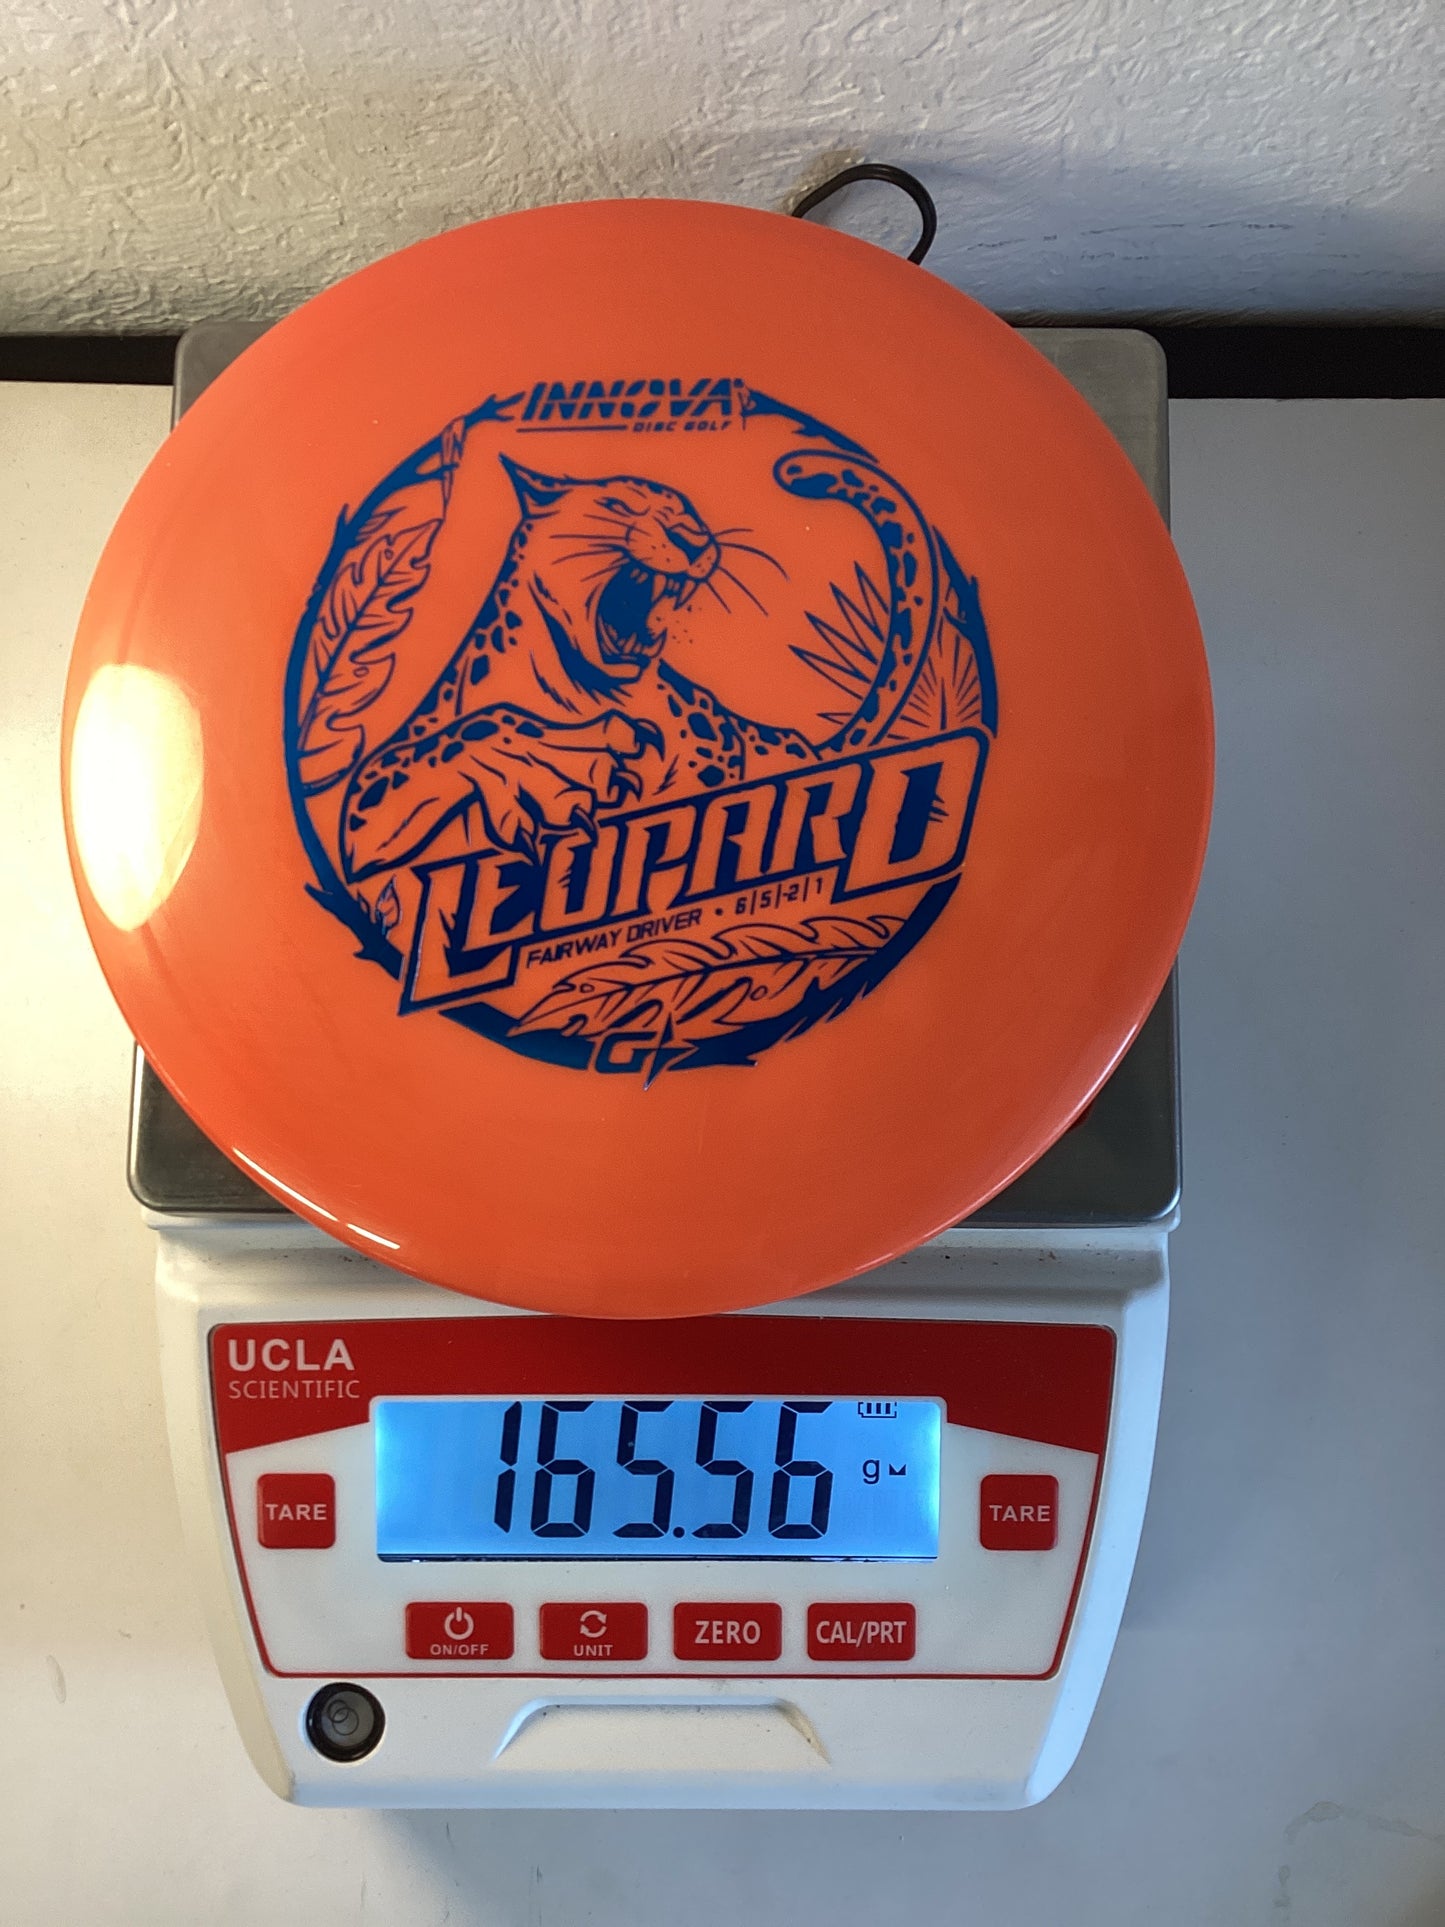 INNOVA
DISC GOLF
LEOPARD
FAIRWAY DRIVER • 6|5|-2|1
G
UCLA
SCIENTIFIC
165.56
g
TARE
TARE
ON/OFF
UNIT
ZERO
CAL/PRT